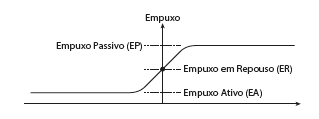 Empuxo
Empuxo Passivo (EP)
Empuxo em Repouso (ER)
Empuxo Ativo (EA)